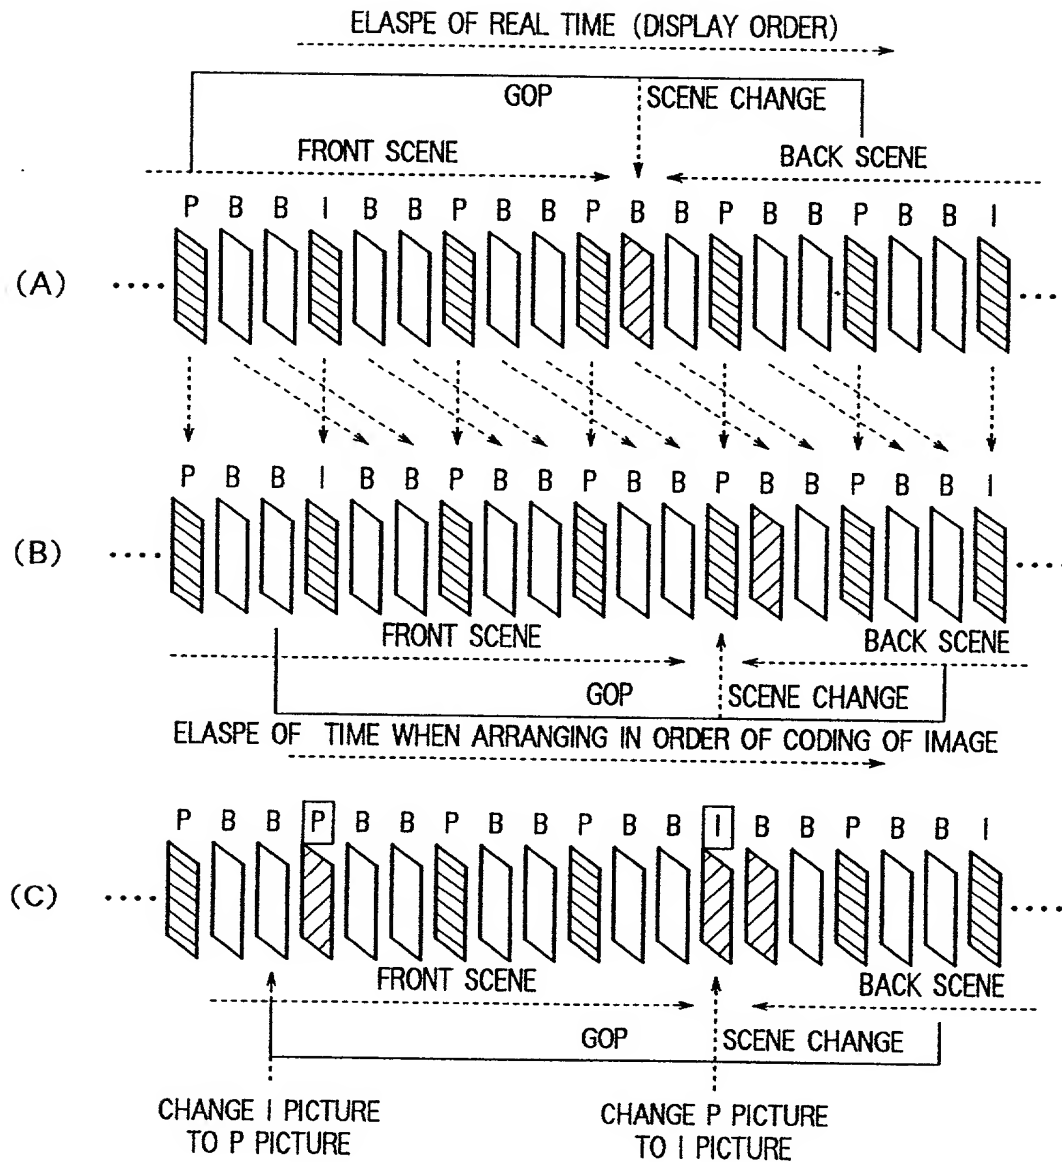 ELASPE OF REAL TIME (DISPLAY ORDER)
GOP
SCENE CHANGE
FRONT SCENE
BACK SCENE
P B B I B B P B B P B B P B B P B B I
(A)
P B B I B B P B B P B B P B B P B B I
(B)
FRONT SCENE
BACK SCENE
GOP
SCENE CHANGE
ELASPE OF TIME WHEN ARRANGING IN ORDER OF CODING OF IMAGE
P B B P B B P B B P B B I B B P B B I
(C)
FRONT SCENE
BACK SCENE
GOP
SCENE CHANGE
CHANGE I PICTURE
TO P PICTURE
CHANGE P PICTURE
TO I PICTURE